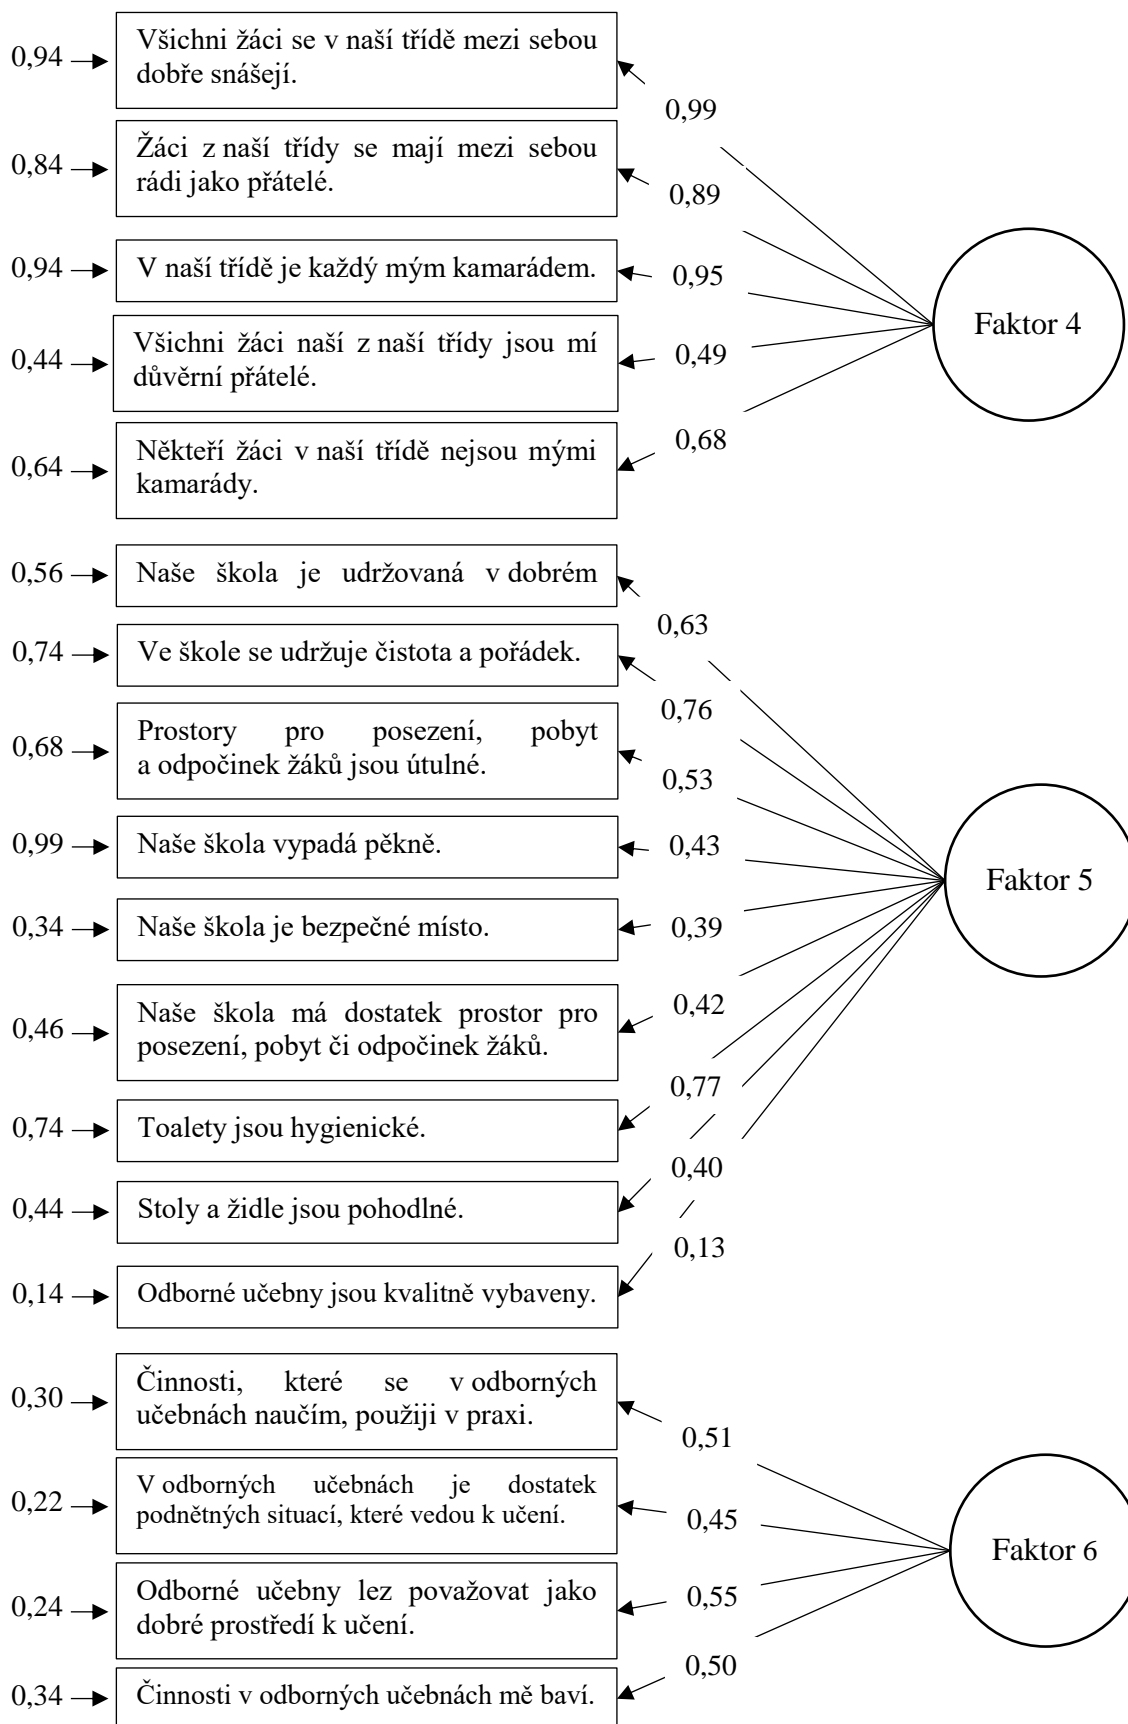 0,94
Všichni žáci se v naší třídě mezi sebou
dobře snášejí.
0,99
0,84
Žáci z naší třídy se mají mezi sebou
rádi jako přátelé.
0,89
0,94
V naší třídě je každý mým kamarádem.
0,95
Faktor 4
0,44
Všichni žáci naší z naší třídy jsou mí
důvěrní přátelé.
0,49
0,64
Někteří žáci v naší třídě nejsou mými
kamarády.
0,68
0,56
Naše škola je udržovaná v dobrém
0,63
0,74
Ve škole se udržuje čistota a pořádek.
0,76
0,68
Prostory pro posezení, pobyt
a odpočinek žáků jsou útulné.
0,53
0,99
Naše škola vypadá pěkně.
0,43
Faktor 5
0,34
Naše škola je bezpečné místo.
0,39
0,46
Naše škola má dostatek prostor pro
posezení, pobyt či odpočinek žáků.
0,42
0,74
Toalety jsou hygienické.
0,77
0,44
Stoly a židle jsou pohodlné.
0,40
0,14
Odborné učebny jsou kvalitně vybaveny.
0,13
0,30
Činnosti, které se v odborných
učebnách naučím, použiji v praxi.
0,51
0,22
V odborných učebnách je dostatek
podnětných situací, které vedou k učení.
0,45
Faktor 6
0,24
Odborné učebny lez považovat jako
dobré prostředí k učení.
0,55
0,34
Činnosti v odborných učebnách mě baví.
0,50